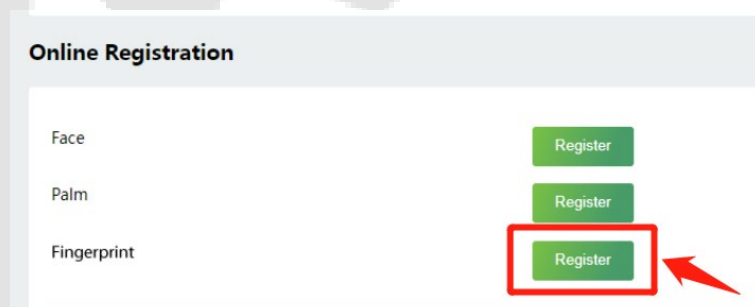 Online Registration
Face Register
Palm Register
Fingerprint Register